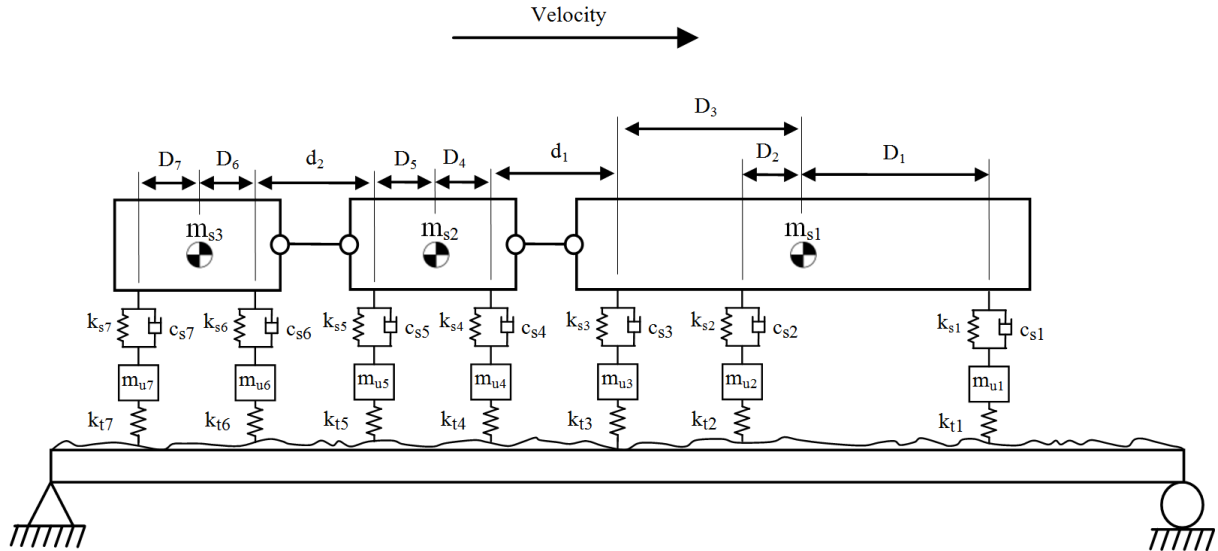 Velocity
D₃
D₇ D₆ d₂ D₅ D₄ d₁ D₂ D₁
mₛ₃ mₛ₂ mₛ₁
kₛ₇ cₛ₇ kₛ₆ cₛ₆ kₛ₅ cₛ₅ kₛ₄ cₛ₄ kₛ₃ cₛ₃ kₛ₂ cₛ₂ kₛ₁ cₛ₁
mᵤ₇ mᵤ₆ mᵤ₅ mᵤ₄ mᵤ₃ mᵤ₂ mᵤ₁
kₜ₇ kₜ₆ kₜ₅ kₜ₄ kₜ₃ kₜ₂ kₜ₁